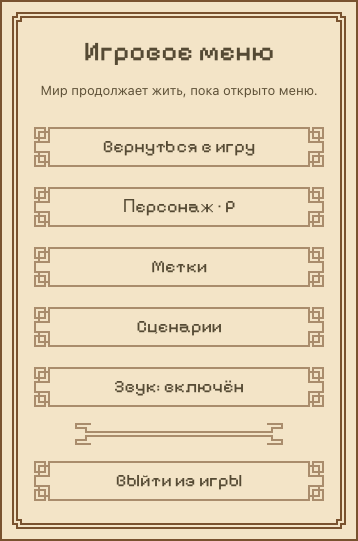 Игровое меню
Мир продолжает жить, пока открыто меню.
Вернуться в игру
Персонаж · P
Метки
Сценарии
Звук: включён
Выйти из игры